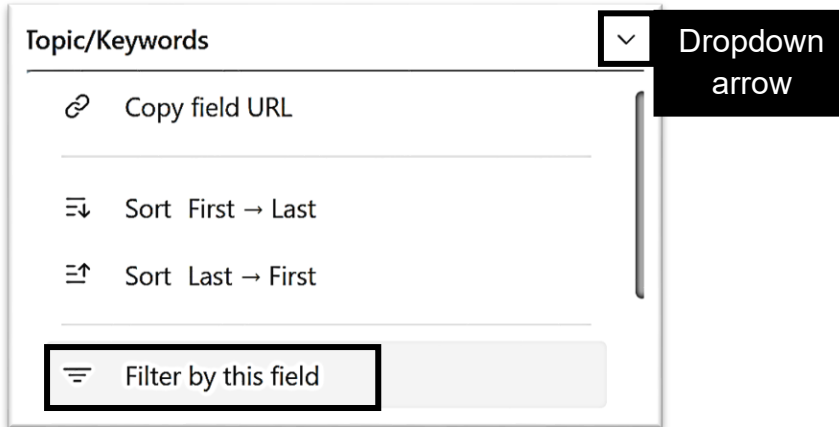 Topic/Keywords
Dropdown
arrow
Copy field URL
Sort First → Last
Sort Last → First
Filter by this field